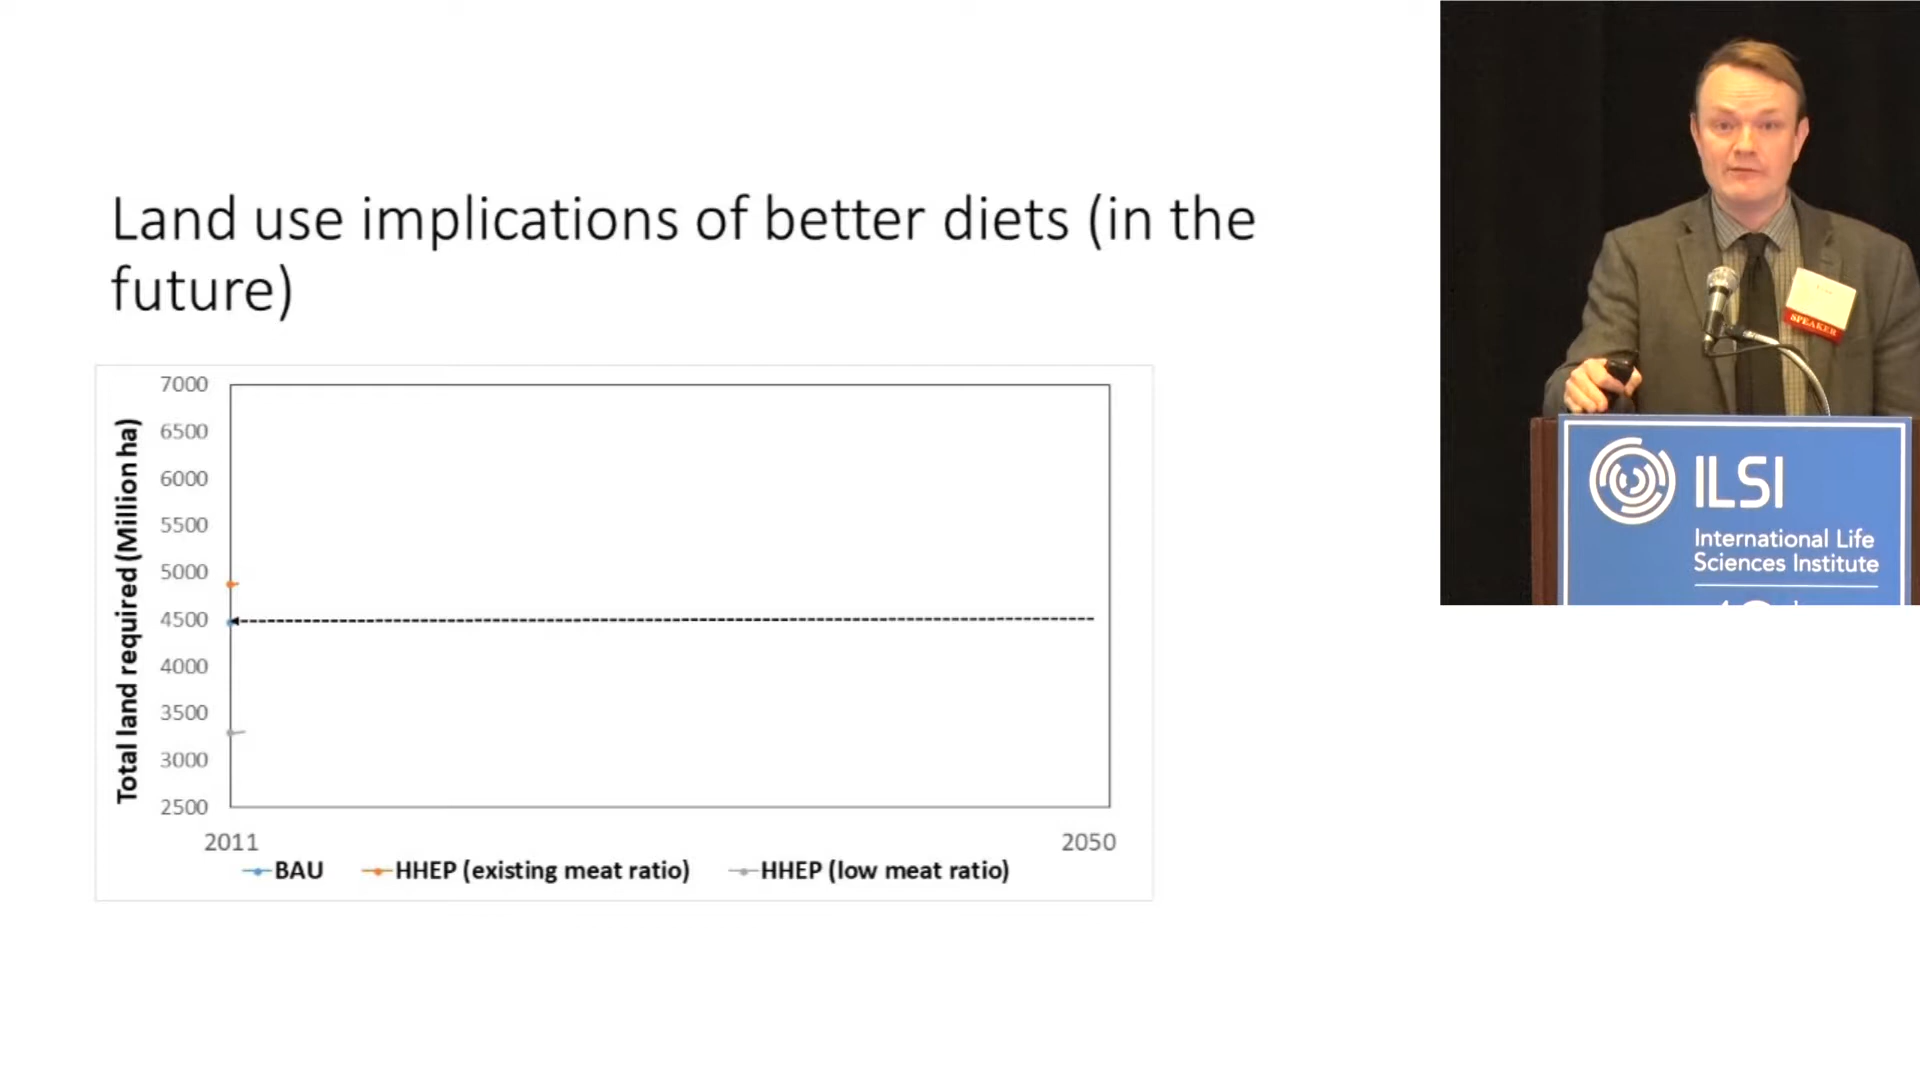 Land use implications of better diets (in the
future)
Total land required (Million ha)
7000
6500
6000
5500
5000
4500
4000
3500
3000
2500
2011
2050
BAU
HHEP (existing meat ratio)
HHEP (low meat ratio)
SPEAKER
ILSI
International Life
Sciences Institute